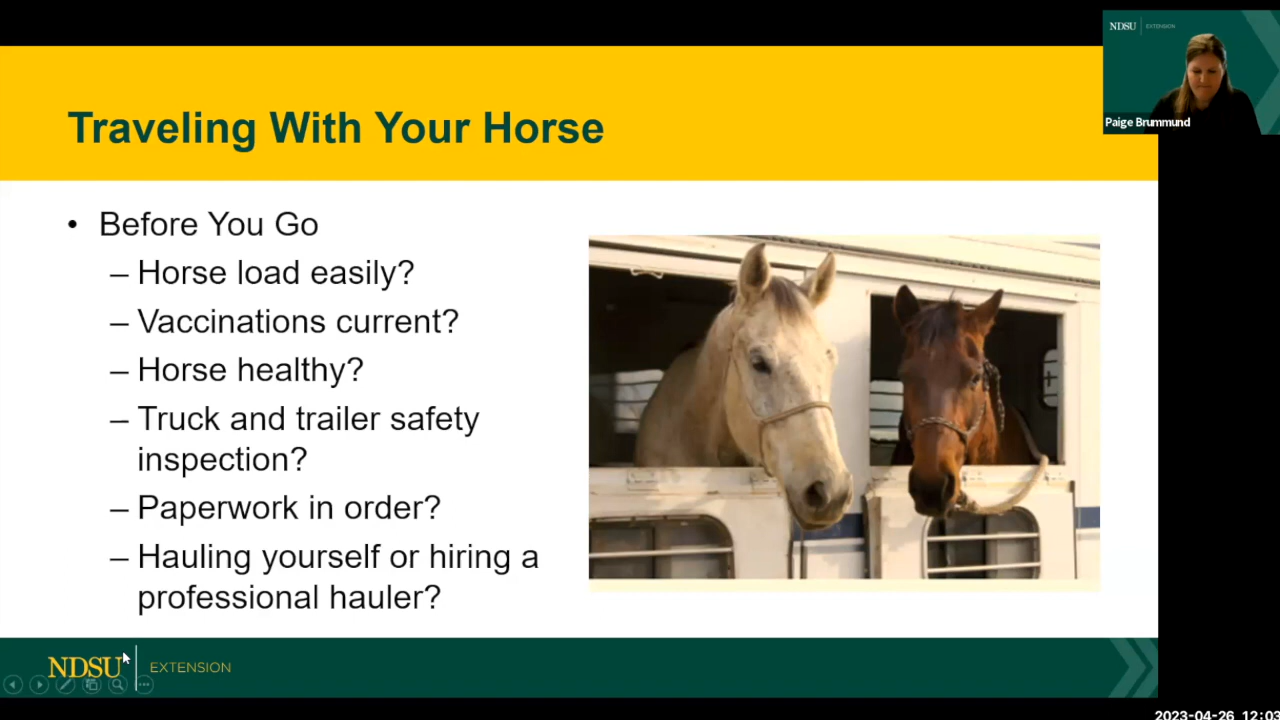 NDSU EXTENSION
Paige Brummund
Traveling With Your Horse
• Before You Go
– Horse load easily?
– Vaccinations current?
– Horse healthy?
– Truck and trailer safety
inspection?
– Paperwork in order?
– Hauling yourself or hiring a
professional hauler?
NDSU EXTENSION
2023-04-26 12:03